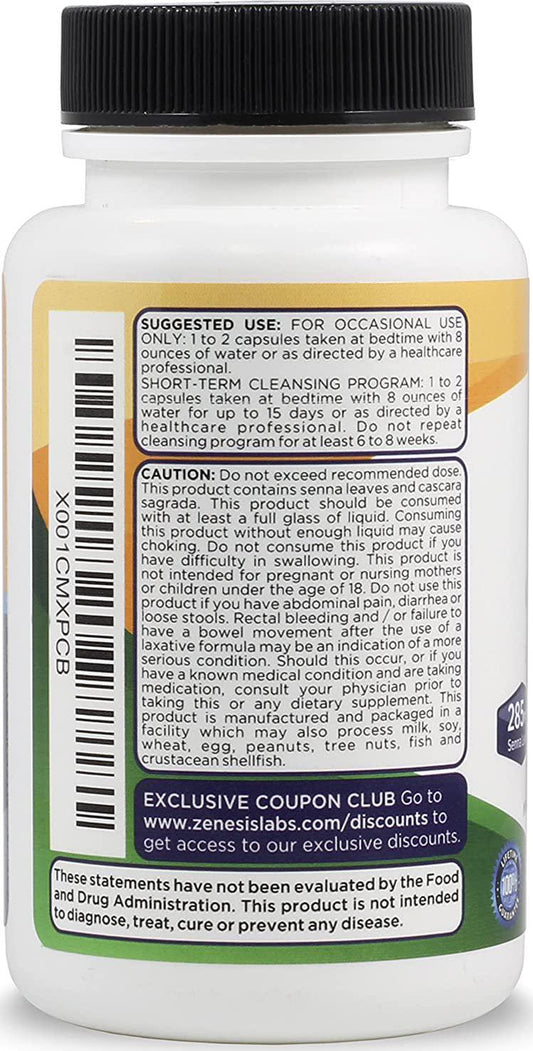 SUGGESTED USE: FOR OCCASIONAL USE
ONLY: 1 to 2 capsules taken at bedtime with 8
ounces of water or as directed by a healthcare
professional.
SHORT-TERM CLEANSING PROGRAM: 1 to 2
capsules taken at bedtime with 8 ounces of
water for up to 15 days or as directed by a
healthcare professional. Do not repeat
cleansing program for at least 6 to 8 weeks.
CAUTION: Do not exceed recommended dose.
This product contains senna leaves and cascara
sagrada. This product should be consumed
with at least a full glass of liquid. Consuming
this product without enough liquid may cause
choking. Do not consume this product if you
have difficulty in swallowing. This product is
not intended for pregnant or nursing mothers
or children under the age of 18. Do not use this
product if you have abdominal pain, diarrhea or
loose stools. Rectal bleeding and / or failure to
have a bowel movement after the use of a
laxative formula may be an indication of a more
serious condition. Should this occur, or if you
have a known medical condition and are taking
medication, consult your physician prior to
taking this or any dietary supplement. This
product is manufactured and packaged in a
facility which may also process milk, soy,
wheat, egg, peanuts, tree nuts, fish and
crustacean shellfish.
X001CMXPCB
EXCLUSIVE COUPON CLUB Go to
www.zenesislabs.com/discounts to
get access to our exclusive discounts.
These statements have not been evaluated by the Food
and Drug Administration. This product is not intended
to diagnose, treat, cure or prevent any disease.
285
Senna